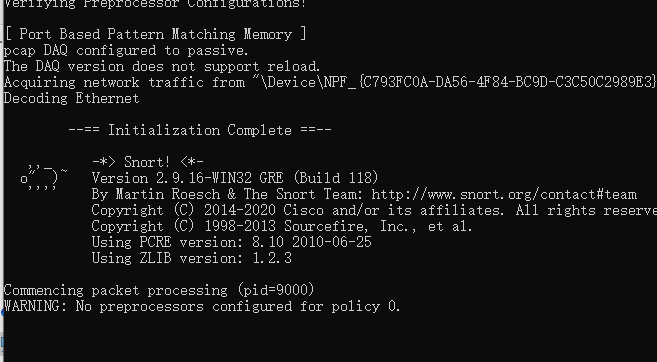 Verifying Preprocessor Configurations!
[ Port Based Pattern Matching Memory ]
pcap DAQ configured to passive.
The DAQ version does not support reload.
Acquiring network traffic from "\Device\NPF_{C793FC0A-DA56-4F84-BC9D-C3C50C2989E3}
Decoding Ethernet
--== Initialization Complete ==--
,,_ -*> Snort! <*-
o" )~ Version 2.9.16-WIN32 GRE (Build 118)
'''' By Martin Roesch & The Snort Team: http://www.snort.org/contact#team
Copyright (C) 2014-2020 Cisco and/or its affiliates. All rights reserve
Copyright (C) 1998-2013 Sourcefire, Inc., et al.
Using PCRE version: 8.10 2010-06-25
Using ZLIB version: 1.2.3
Commencing packet processing (pid=9000)
WARNING: No preprocessors configured for policy 0.